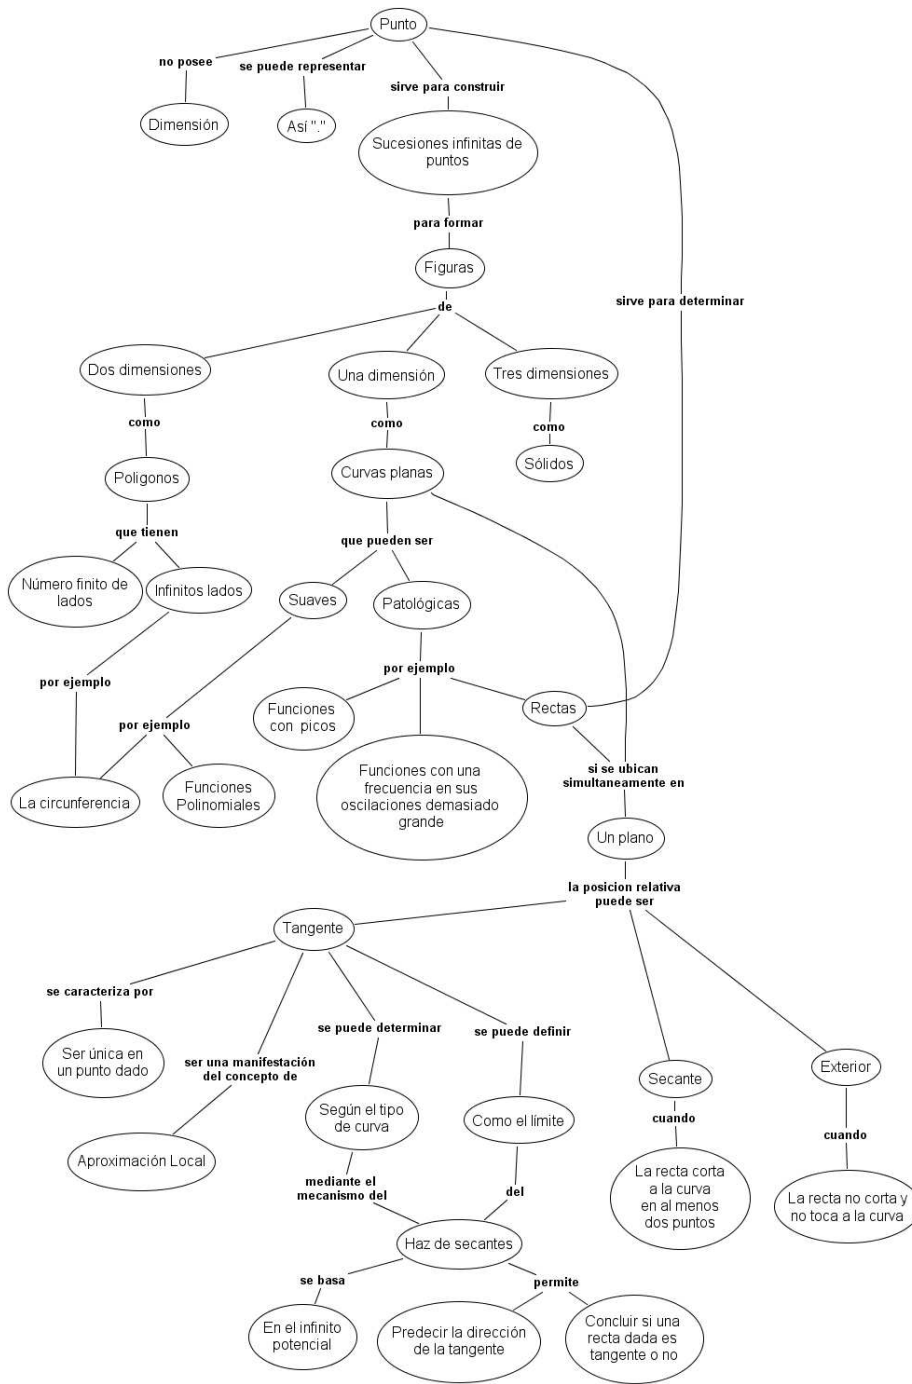 Punto
no posee
se puede representar
sirve para construir
Dimensión
Así "."
Sucesiones infinitas de
puntos
para formar
Figuras
sirve para determinar
de
Dos dimensiones
Una dimensión
Tres dimensiones
como
como
como
Poligonos
Curvas planas
Sólidos
que tienen
que pueden ser
Número finito de
lados
Infinitos lados
Suaves
Patológicas
por ejemplo
por ejemplo
por ejemplo
Funciones
con picos
Rectas
La circunferencia
Funciones
Polinomiales
Funciones con una
frecuencia en sus
oscilaciones demasiado
grande
si se ubican
simultaneamente en
Un plano
la posicion relativa
puede ser
Tangente
se caracteriza por
ser una manifestación
del concepto de
se puede determinar
se puede definir
Ser única en
un punto dado
Aproximación Local
Según el tipo
de curva
Como el límite
Secante
Exterior
cuando
cuando
mediante el
mecanismo del
del
La recta corta
a la curva
en al menos
dos puntos
La recta no corta y
no toca a la curva
Haz de secantes
se basa
permite
En el infinito
potencial
Predecir la dirección
de la tangente
Concluir si una
recta dada es
tangente o no